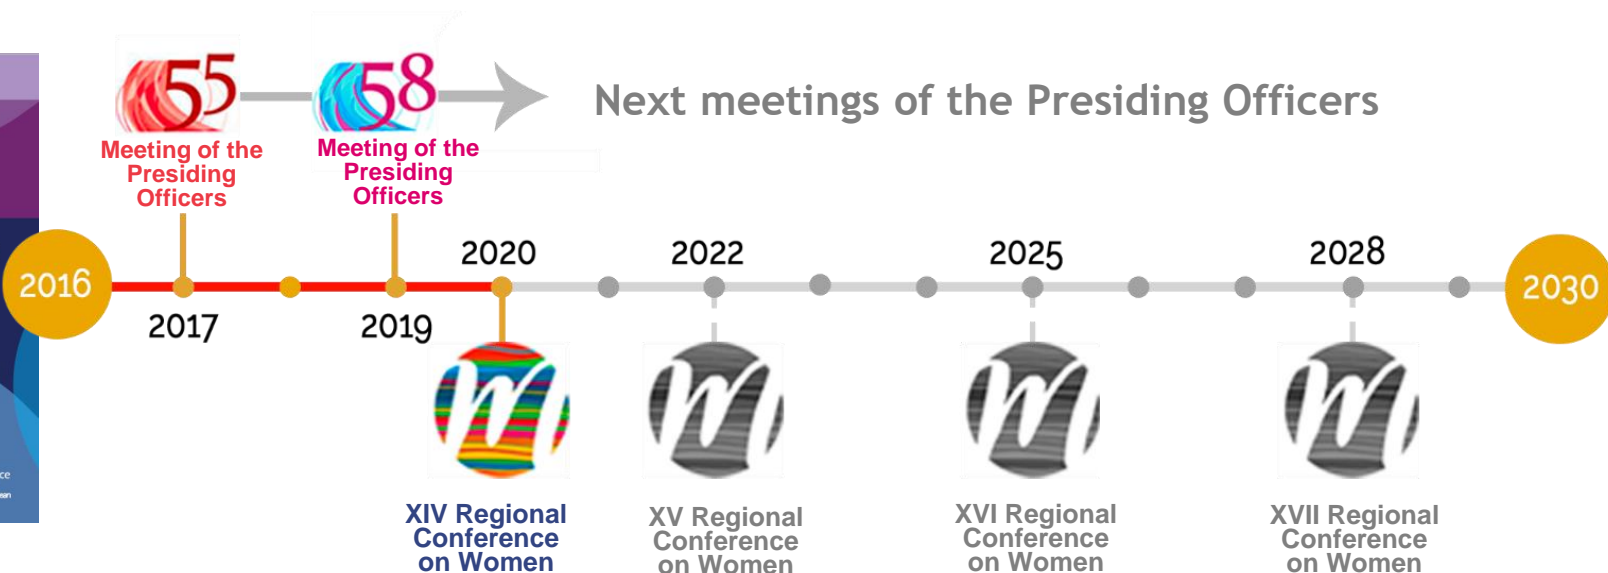 55
58
Next meetings of the Presiding Officers
Meeting of the
Presiding
Officers
Meeting of the
Presiding
Officers
2016
2017
2019
2020
2022
2025
2028
2030
XIV Regional
Conference
on Women
XV Regional
Conference
on Women
XVI Regional
Conference
on Women
XVII Regional
Conference
on Women